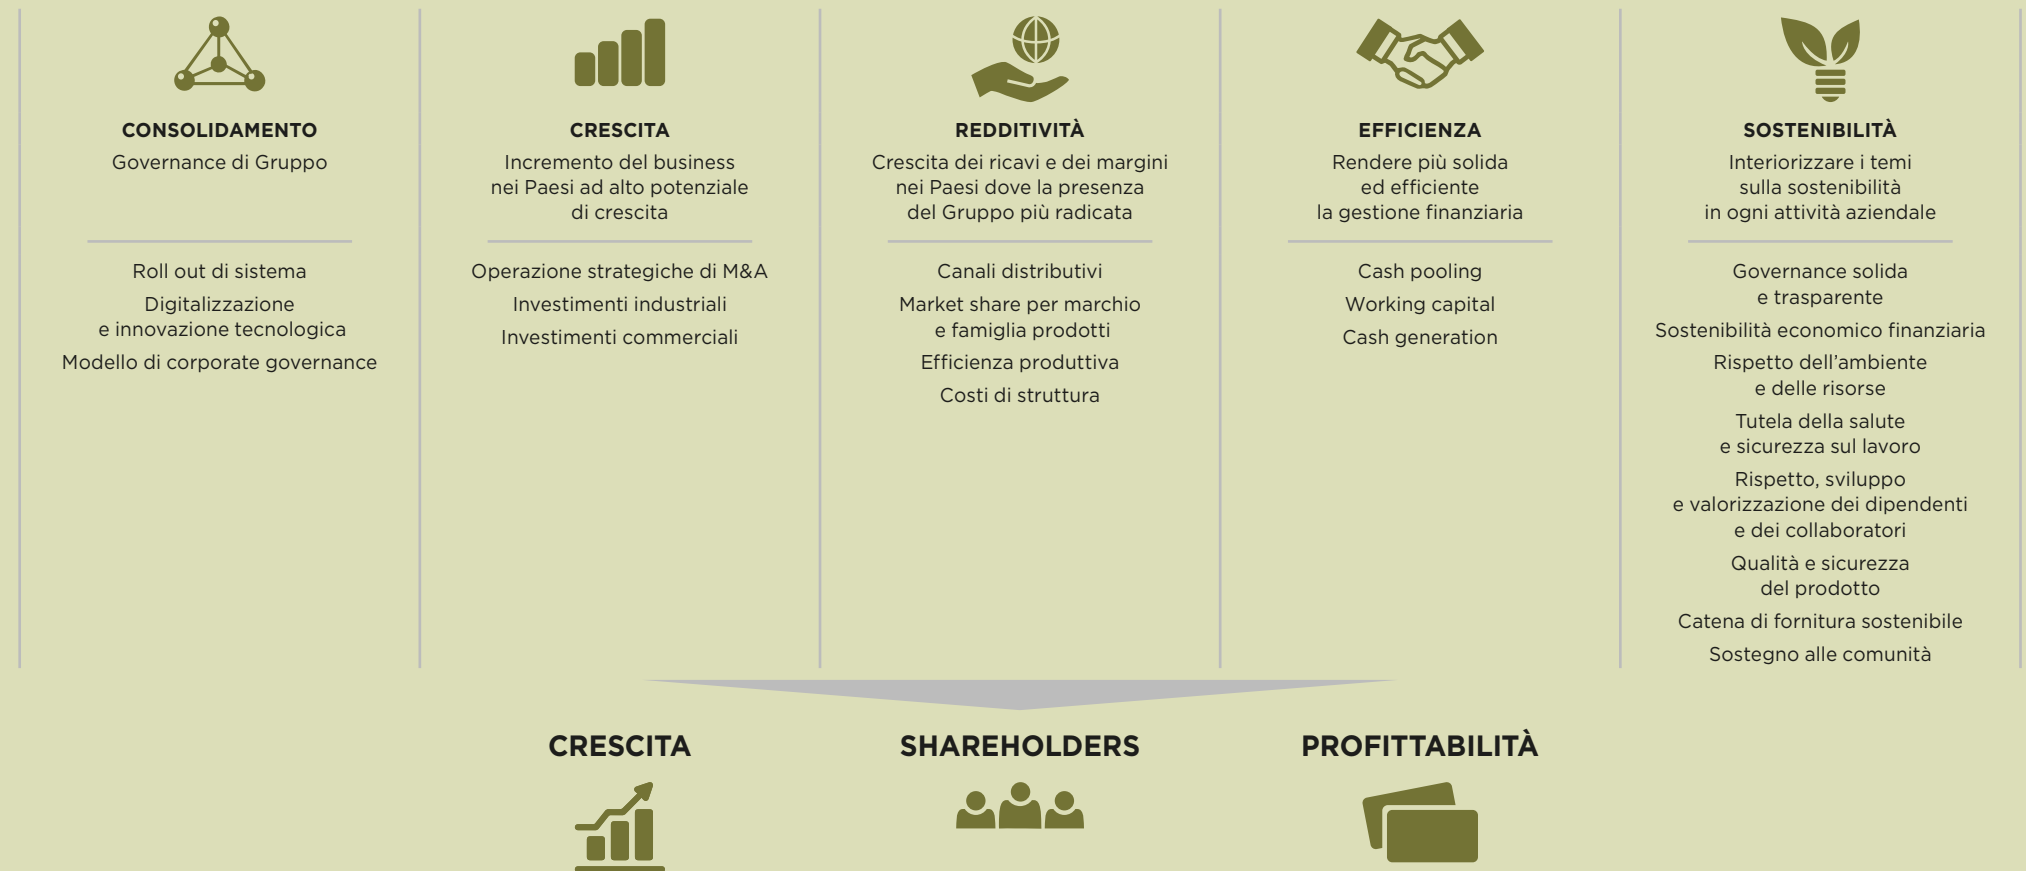 CONSOLIDAMENTO
Governance di Gruppo
Roll out di sistema
Digitalizzazione
e innovazione tecnologica
Modello di corporate governance
CRESCITA
Incremento del business
nei Paesi ad alto potenziale
di crescita
Operazione strategiche di M&A
Investimenti industriali
Investimenti commerciali
REDDITIVITÀ
Crescita dei ricavi e dei margini
nei Paesi dove la presenza
del Gruppo più radicata
Canali distributivi
Market share per marchio
e famiglia prodotti
Efficienza produttiva
Costi di struttura
EFFICIENZA
Rendere più solida
ed efficiente
la gestione finanziaria
Cash pooling
Working capital
Cash generation
SOSTENIBILITÀ
Interiorizzare i temi
sulla sostenibilità
in ogni attività aziendale
Governance solida
e trasparente
Sostenibilità economico finanziaria
Rispetto dell'ambiente
e delle risorse
Tutela della salute
e sicurezza sul lavoro
Rispetto, sviluppo
e valorizzazione dei dipendenti
e dei collaboratori
Qualità e sicurezza
del prodotto
Catena di fornitura sostenibile
Sostegno alle comunità
CRESCITA
SHAREHOLDERS
PROFITTABILITÀ